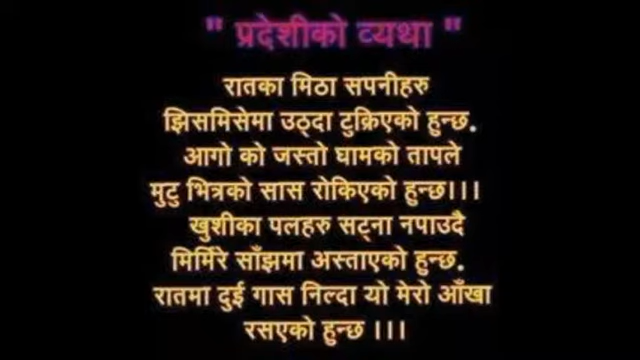 " प्रदेशीको व्यथा "
रातका मिठा सपनीहरु
झिसमिसेमा उठ्दा टुक्रिएको हुन्छ.
आगो को जस्तो घामको तापले
मुटु भित्रको सास रोकिएको हुन्छ।।।
खुशीका पलहरु सट्ना नपाउदै
मिर्मिरे साँझमा अस्ताएको हुन्छ.
रातमा दुई गास निल्दा यो मेरो आँखा
रसएको हुन्छ ।।।